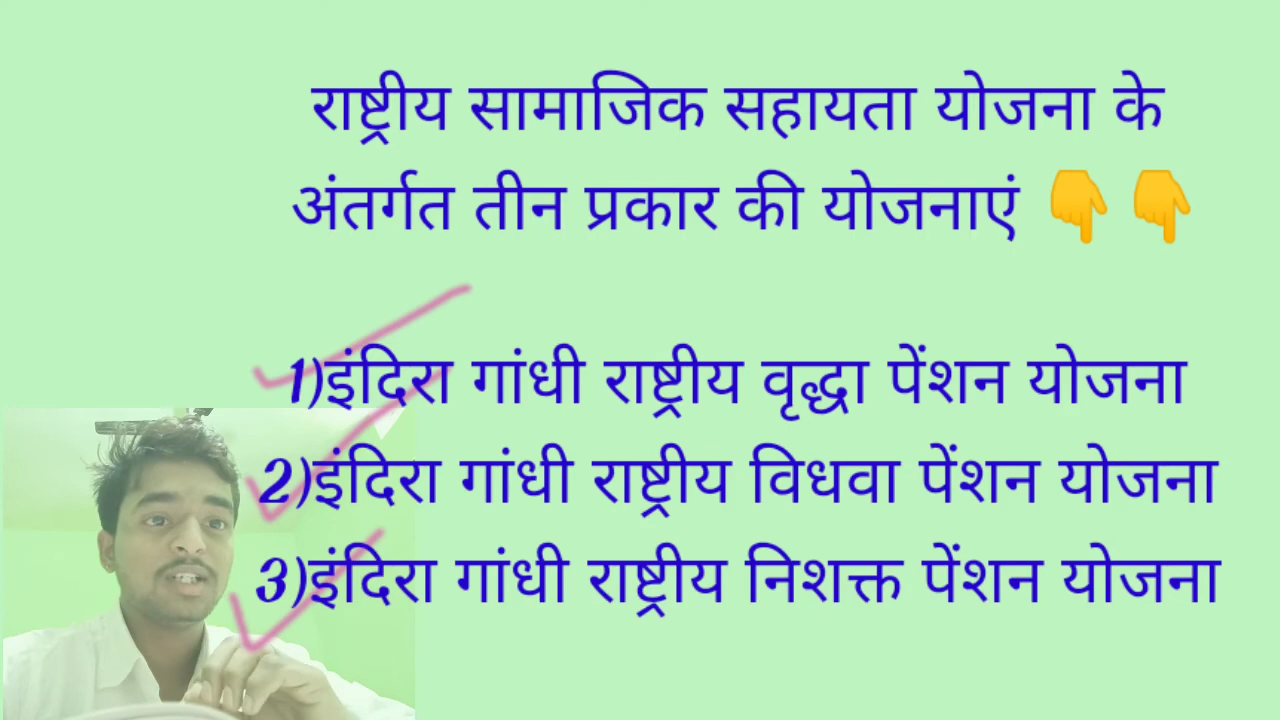 राष्ट्रीय सामाजिक सहायता योजना के
अंतर्गत तीन प्रकार की योजनाएं 👇👇
1)इंदिरा गांधी राष्ट्रीय वृद्धा पेंशन योजना
2)इंदिरा गांधी राष्ट्रीय विधवा पेंशन योजना
3)इंदिरा गांधी राष्ट्रीय निशक्त पेंशन योजना